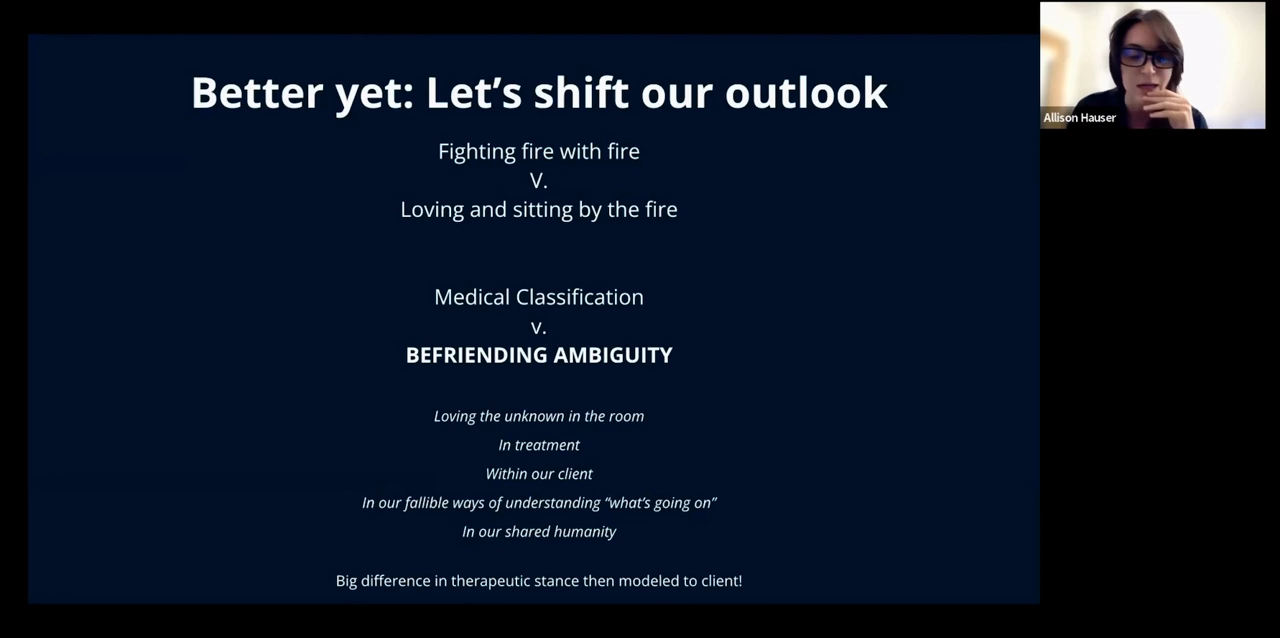 Better yet: Let’s shift our outlook
Fighting fire with fire
V.
Loving and sitting by the fire
Medical Classification
v.
BEFRIENDING AMBIGUITY
Loving the unknown in the room
In treatment
Within our client
In our fallible ways of understanding “what’s going on”
In our shared humanity
Big difference in therapeutic stance then modeled to client!
Allison Hauser